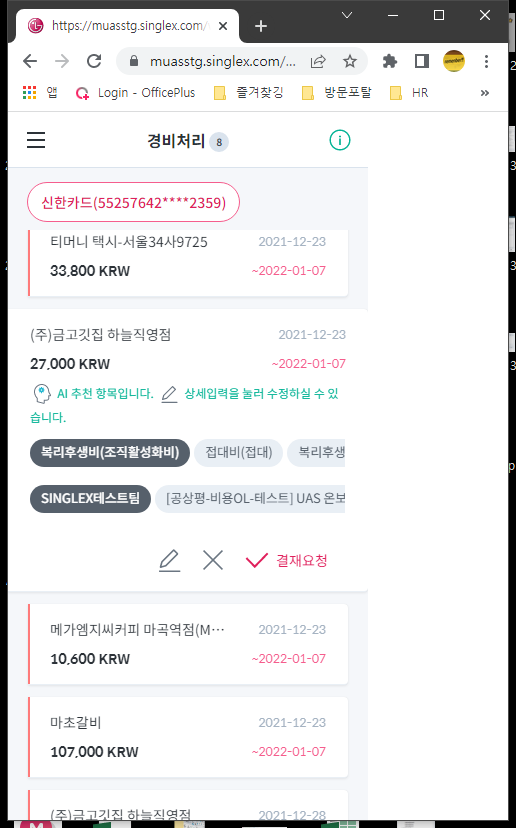 https://muasstg.singlex.com/
muasstg.singlex.com/...
앱
Login - OfficePlus
즐겨찾깅
방문포탈
HR
»
경비처리 8
신한카드(55257642****2359)
티머니 택시-서울34사9725 2021-12-23
33,800 KRW ~2022-01-07
(주)금고깃집 하늘직영점 2021-12-23
27,000 KRW ~2022-01-07
AI 추천 항목입니다. 상세입력을 눌러 수정하실 수 있
습니다.
복리후생비(조직활성화비) 접대비(접대) 복리후생
SINGLEX테스트팀 [공상평-비용OL-테스트] UAS 온보
결재요청
메가엠지씨커피 마곡역점(M··· 2021-12-23
10,600 KRW ~2022-01-07
마초갈비 2021-12-23
107,000 KRW ~2022-01-07
(주)금고깃집 하늘직영점 2021-12-28